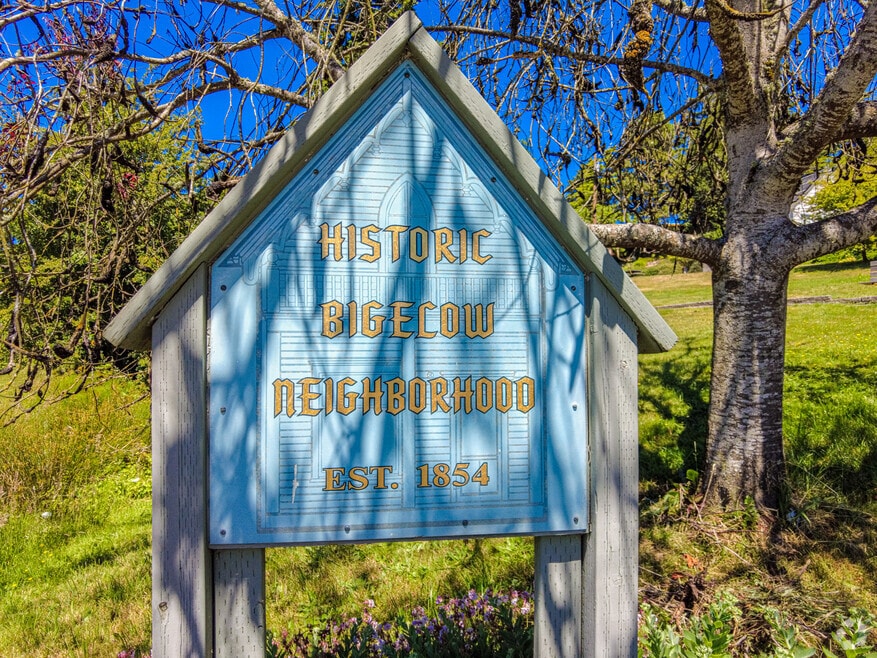 HISTORIC
BIGELOW
NEIGHBORHOOD
EST. 1854